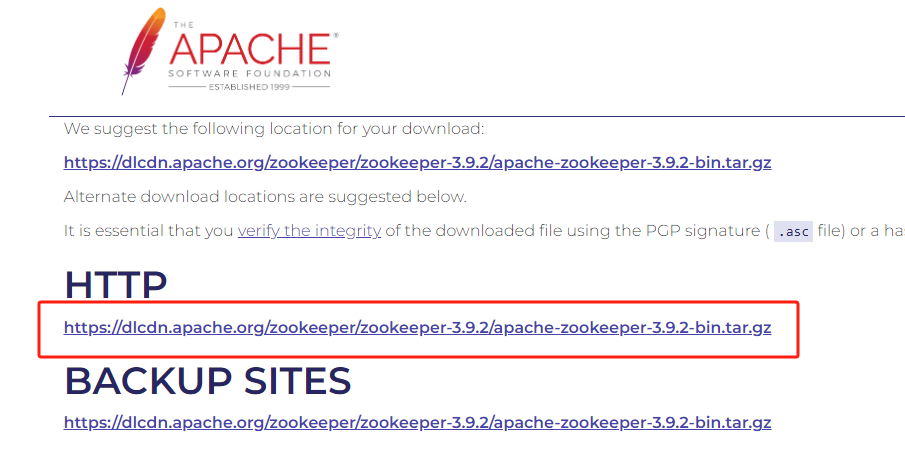 THE
APACHE®
SOFTWARE FOUNDATION
ESTABLISHED 1999
We suggest the following location for your download:
https://dlcdn.apache.org/zookeeper/zookeeper-3.9.2/apache-zookeeper-3.9.2-bin.tar.gz
Alternate download locations are suggested below.
It is essential that you verify the integrity of the downloaded file using the PGP signature ( .asc file) or a ha
HTTP
https://dlcdn.apache.org/zookeeper/zookeeper-3.9.2/apache-zookeeper-3.9.2-bin.tar.gz
BACKUP SITES
https://dlcdn.apache.org/zookeeper/zookeeper-3.9.2/apache-zookeeper-3.9.2-bin.tar.gz